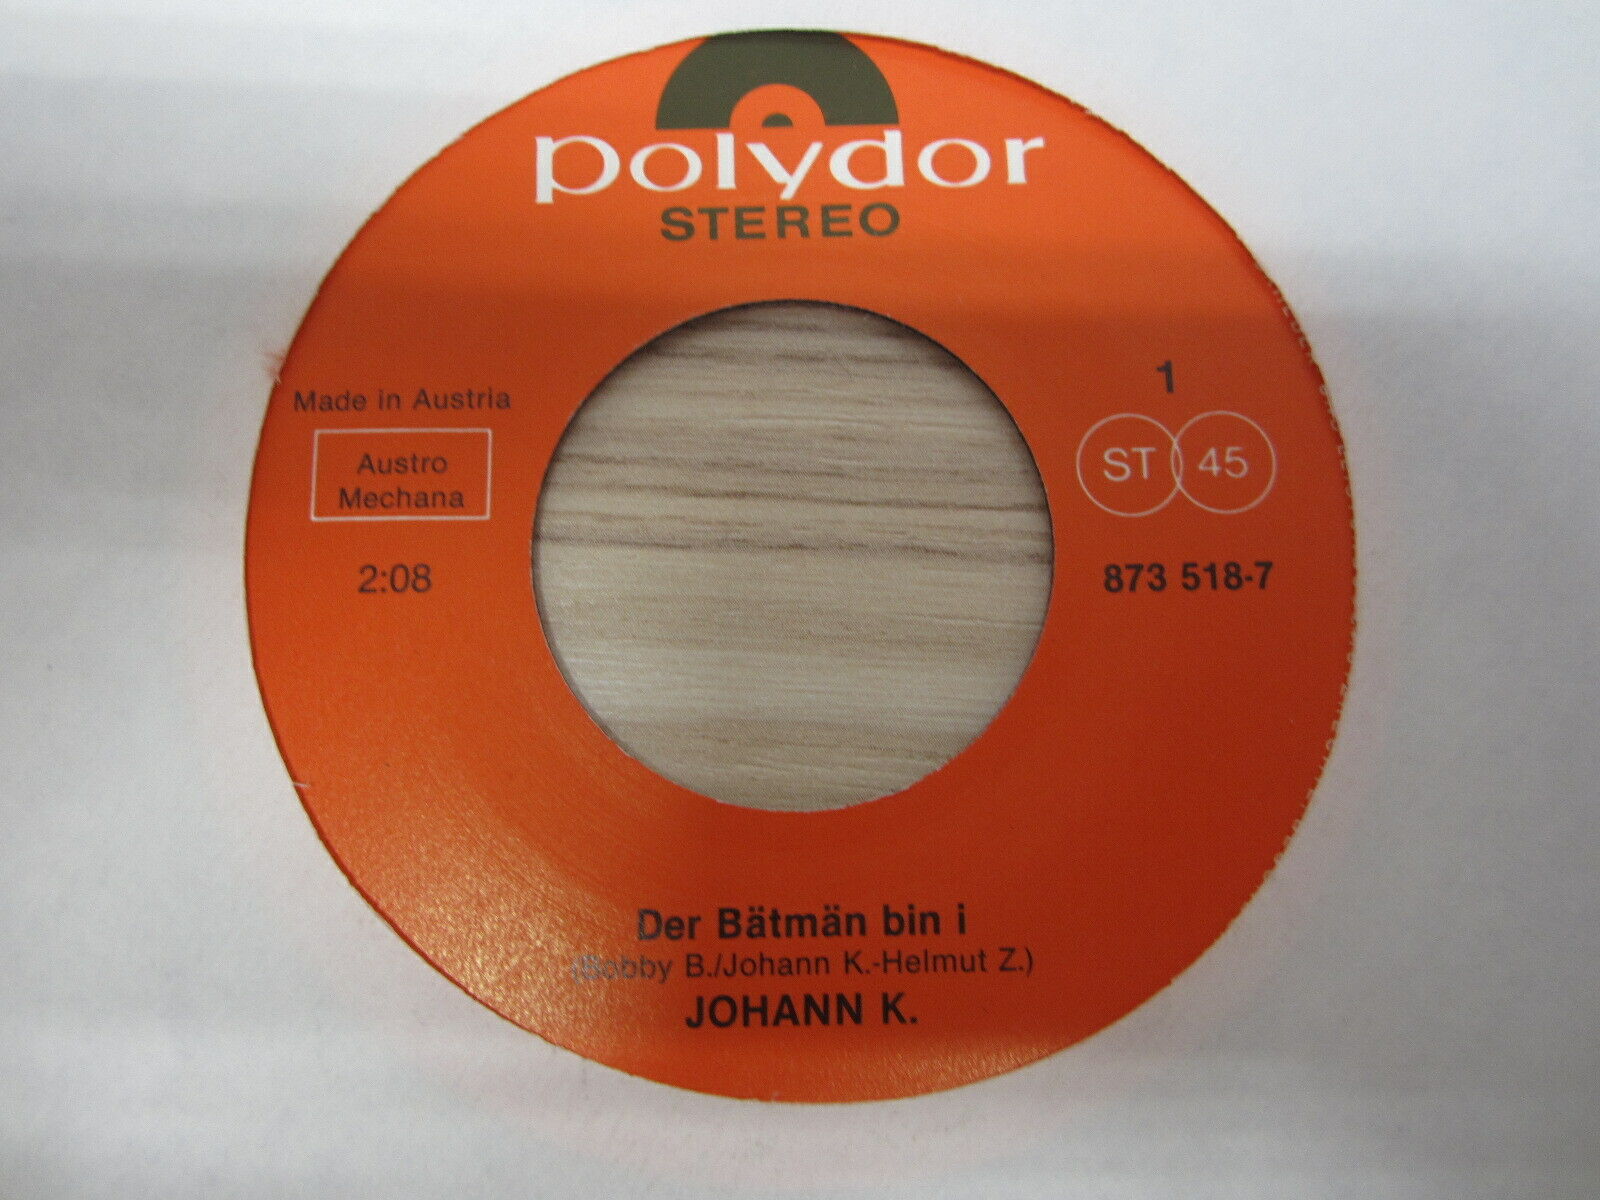 polydor
STEREO
Made in Austria
Austro
Mechana
2:08
1
ST 45
873 518-7
Der Bätmän bin i
(Bobby B./Johann K.-Helmut Z.)
JOHANN K.